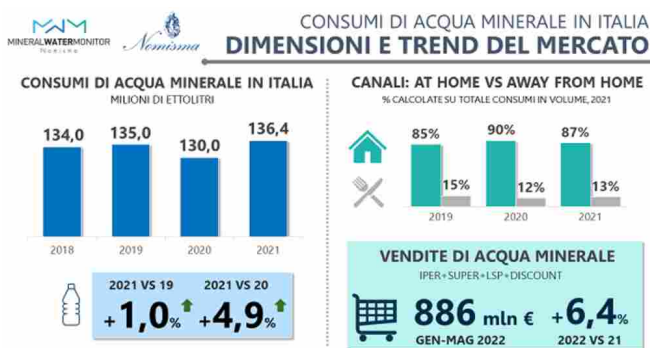 MINERALWATERMONITOR
Nomisma
Nomisma
CONSUMI DI ACQUA MINERALE IN ITALIA
DIMENSIONI E TREND DEL MERCATO
CONSUMI DI ACQUA MINERALE IN ITALIA
MILIONI DI ETTOLITRI
134,0 135,0 130,0 136,4
2018 2019 2020 2021
2021 VS 19 2021 VS 20
+1,0% +4,9%
CANALI: AT HOME VS AWAY FROM HOME
% CALCOLATE SU TOTALE CONSUMI IN VOLUME, 2021
85% 90% 87%
15% 12% 13%
2019 2020 2021
VENDITE DI ACQUA MINERALE
IPER+SUPER+LSP+DISCOUNT
886 mln € +6,4%
GEN-MAG 2022 2022 VS 21